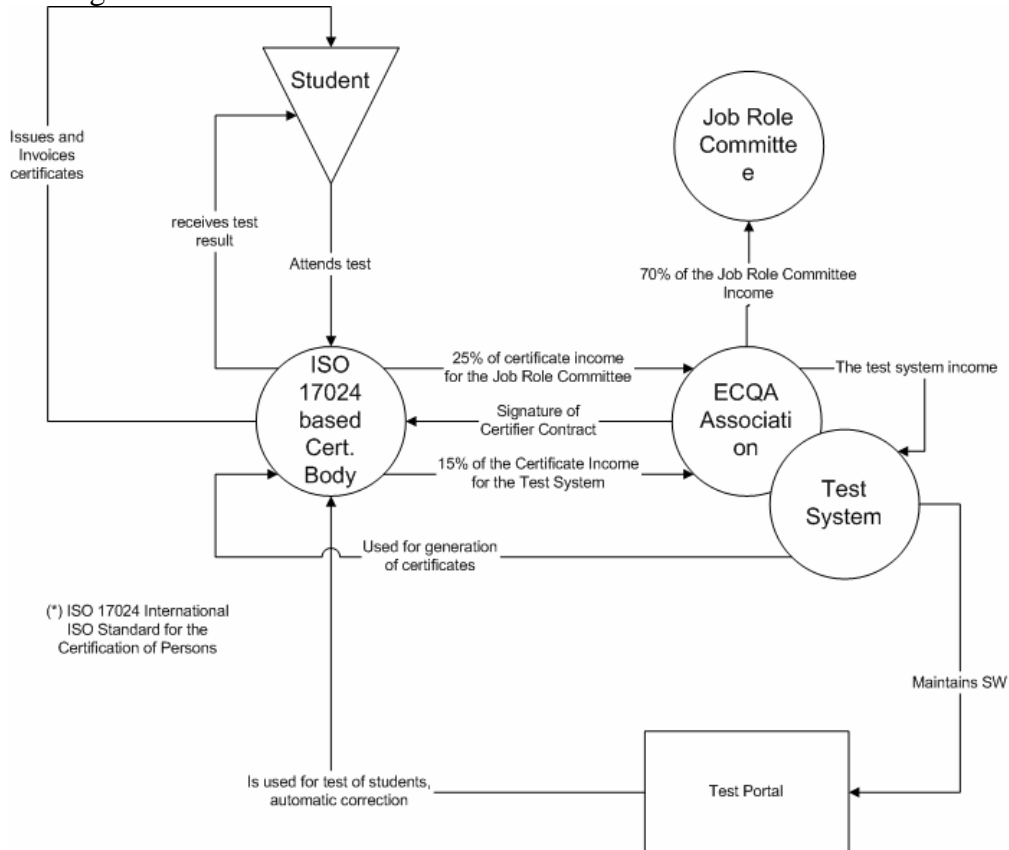 Student
Job Role
Committe
e
Issues and
Invoices
certificates
receives test
result
Attends test
70% of the Job Role Committee
Income
ISO
17024
based
Cert.
Body
25% of certificate income
for the Job Role Committee
Signature of
Certifier Contract
15% of the Certificate Income
for the Test System
ECQA
Associati
on
The test system income
Test
System
Used for generation
of certificates
(*) ISO 17024 International
ISO Standard for the
Certification of Persons
Maintains SW
Is used for test of students,
automatic correction
Test Portal